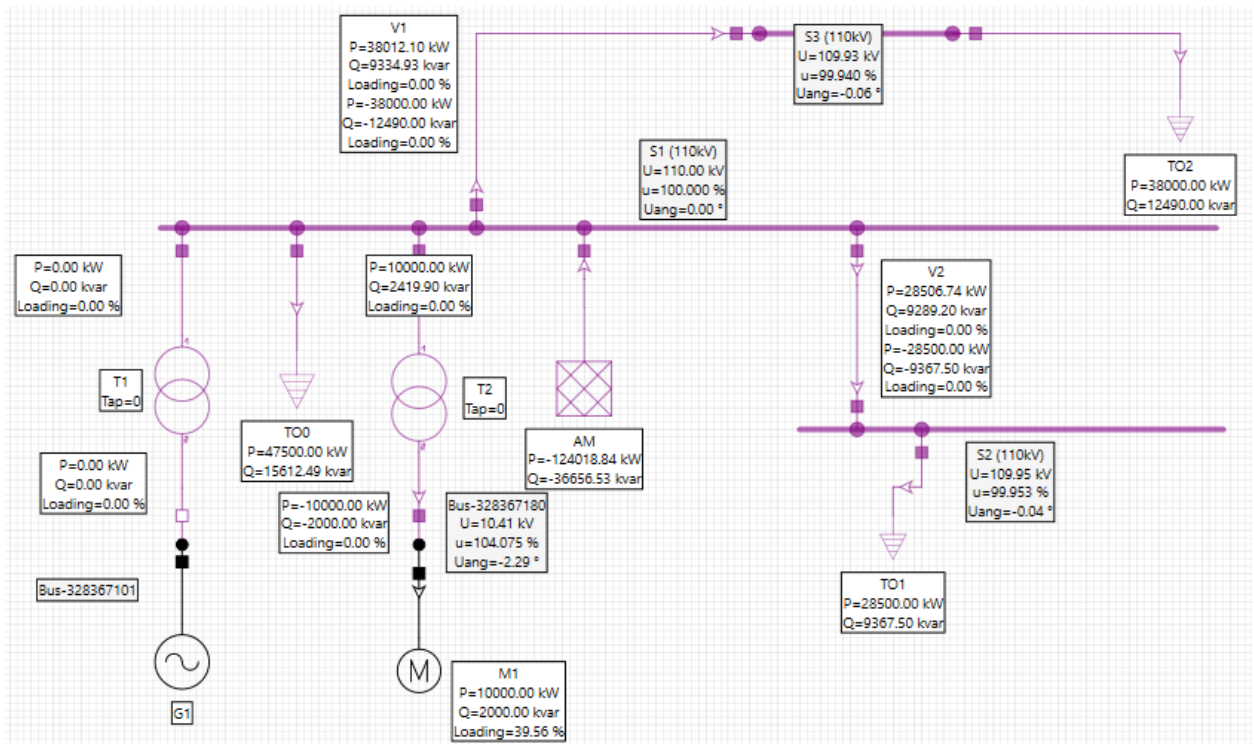 V1
P=38012.10 kW
Q=9334.93 kvar
Loading=0.00 %
P=-38000.00 kW
Q=-12490.00 kvar
Loading=0.00 %
S3 (110kV)
U=109.93 kV
u=99.940 %
Uang=-0.06 °
S1 (110kV)
U=110.00 kV
u=100.000 %
Uang=0.00 °
TO2
P=38000.00 kW
Q=12490.00 kvar
P=0.00 kW
Q=0.00 kvar
Loading=0.00 %
P=10000.00 kW
Q=2419.90 kvar
Loading=0.00 %
V2
P=28506.74 kW
Q=9289.20 kvar
Loading=0.00 %
P=-28500.00 kW
Q=-9367.50 kvar
Loading=0.00 %
1
1
T1
Tap=0
T2
Tap=0
2
2
TO0
P=47500.00 kW
Q=15612.49 kvar
AM
P=-124018.84 kW
Q=-36656.53 kvar
P=0.00 kW
Q=0.00 kvar
Loading=0.00 %
P=-10000.00 kW
Q=-2000.00 kvar
Loading=0.00 %
Bus-328367180
U=10.41 kV
u=104.075 %
Uang=-2.29 °
S2 (110kV)
U=109.95 kV
u=99.953 %
Uang=-0.04 °
Bus-328367101
TO1
P=28500.00 kW
Q=9367.50 kvar
M
M1
P=10000.00 kW
Q=2000.00 kvar
Loading=39.56 %
G1